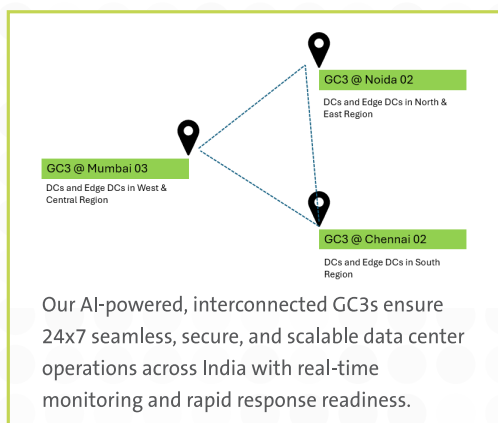 GC3 @ Noida 02
DCs and Edge DCs in North &
East Region
GC3 @ Mumbai 03
DCs and Edge DCs in West &
Central Region
GC3 @ Chennai 02
DCs and Edge DCs in South
Region
Our AI-powered, interconnected GC3s ensure
24x7 seamless, secure, and scalable data center
operations across India with real-time
monitoring and rapid response readiness.